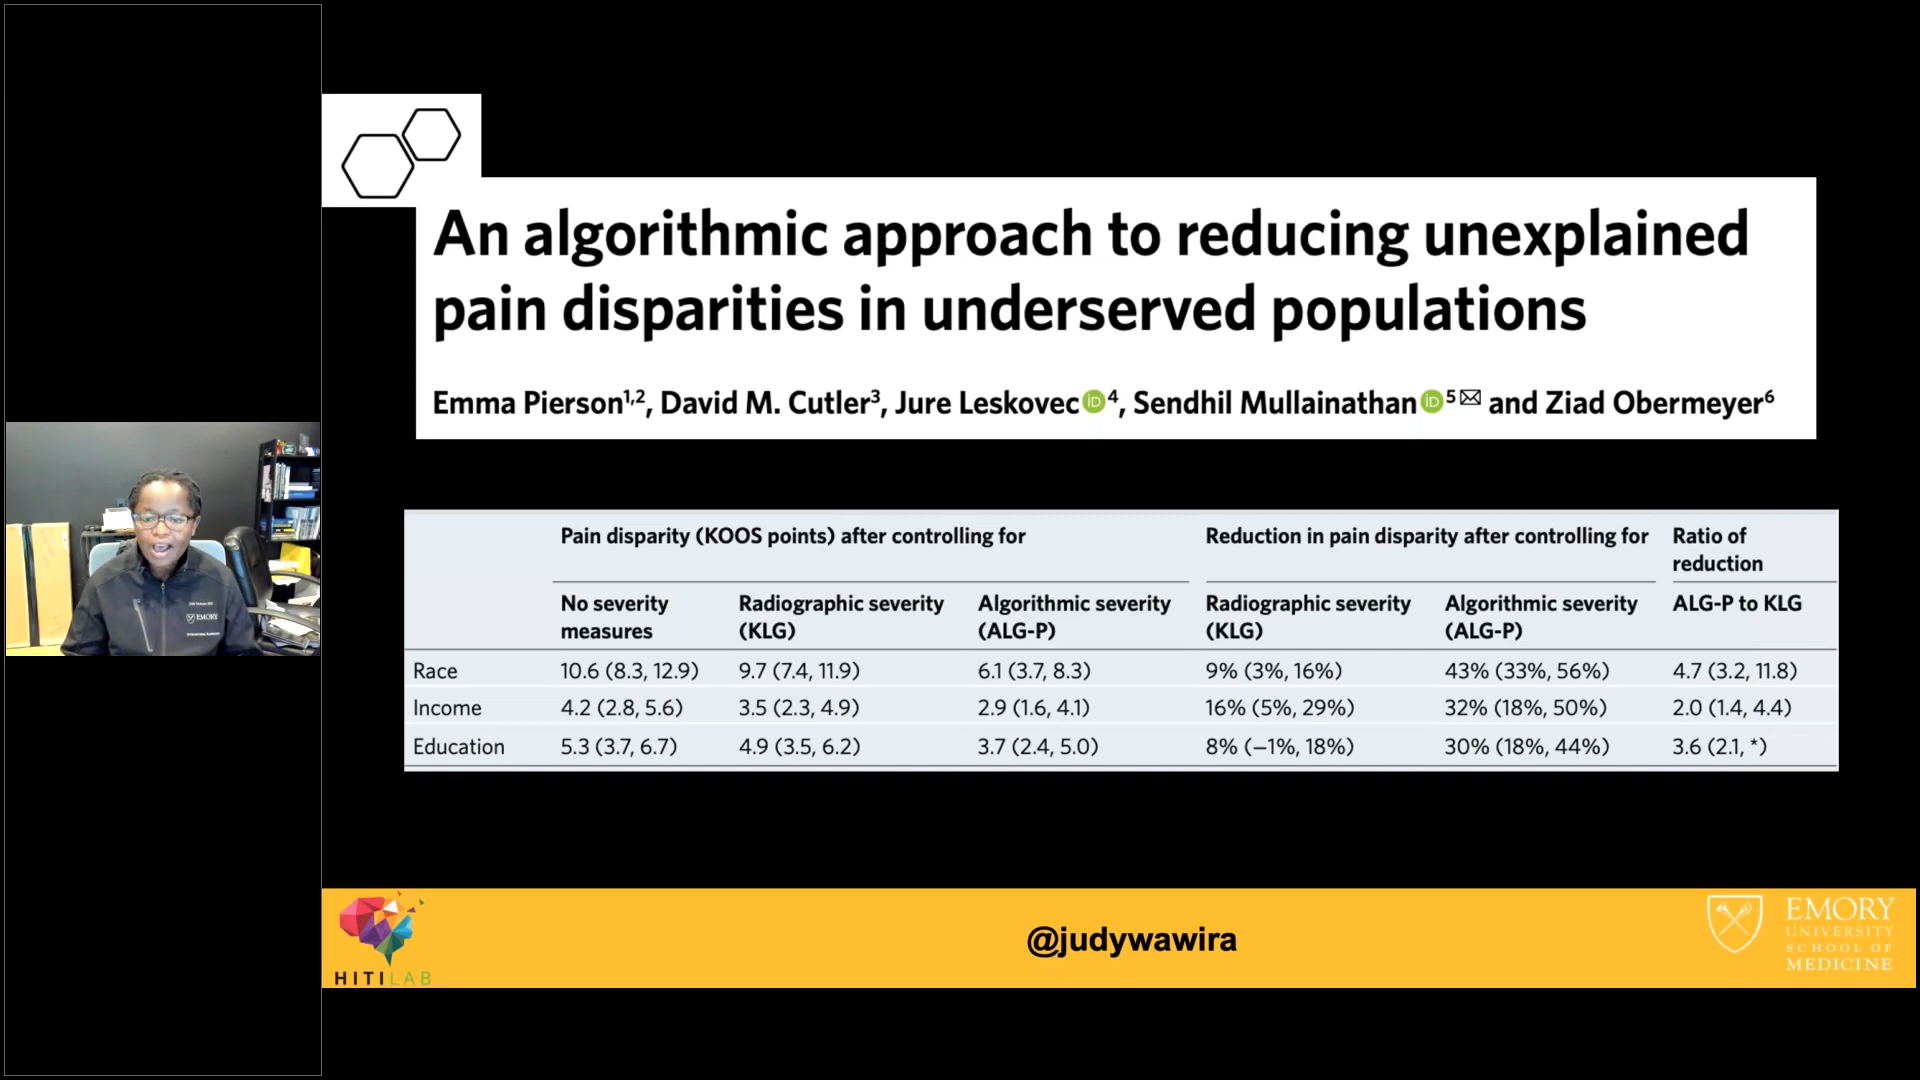 An algorithmic approach to reducing unexplained
pain disparities in underserved populations
Emma Pierson1,2, David M. Cutler3, Jure Leskovec iD 4, Sendhil Mullainathan iD 5✉ and Ziad Obermeyer6
Pain disparity (KOOS points) after controlling for Reduction in pain disparity after controlling for Ratio of
reduction
No severity Radiographic severity Algorithmic severity Radiographic severity Algorithmic severity ALG-P to KLG
measures (KLG) (ALG-P) (KLG) (ALG-P)
Race 10.6 (8.3, 12.9) 9.7 (7.4, 11.9) 6.1 (3.7, 8.3) 9% (3%, 16%) 43% (33%, 56%) 4.7 (3.2, 11.8)
Income 4.2 (2.8, 5.6) 3.5 (2.3, 4.9) 2.9 (1.6, 4.1) 16% (5%, 29%) 32% (18%, 50%) 2.0 (1.4, 4.4)
Education 5.3 (3.7, 6.7) 4.9 (3.5, 6.2) 3.7 (2.4, 5.0) 8% (−1%, 18%) 30% (18%, 44%) 3.6 (2.1, *)
EMORY
HITILAB
@judywawira
EMORY
UNIVERSITY
SCHOOL OF
MEDICINE